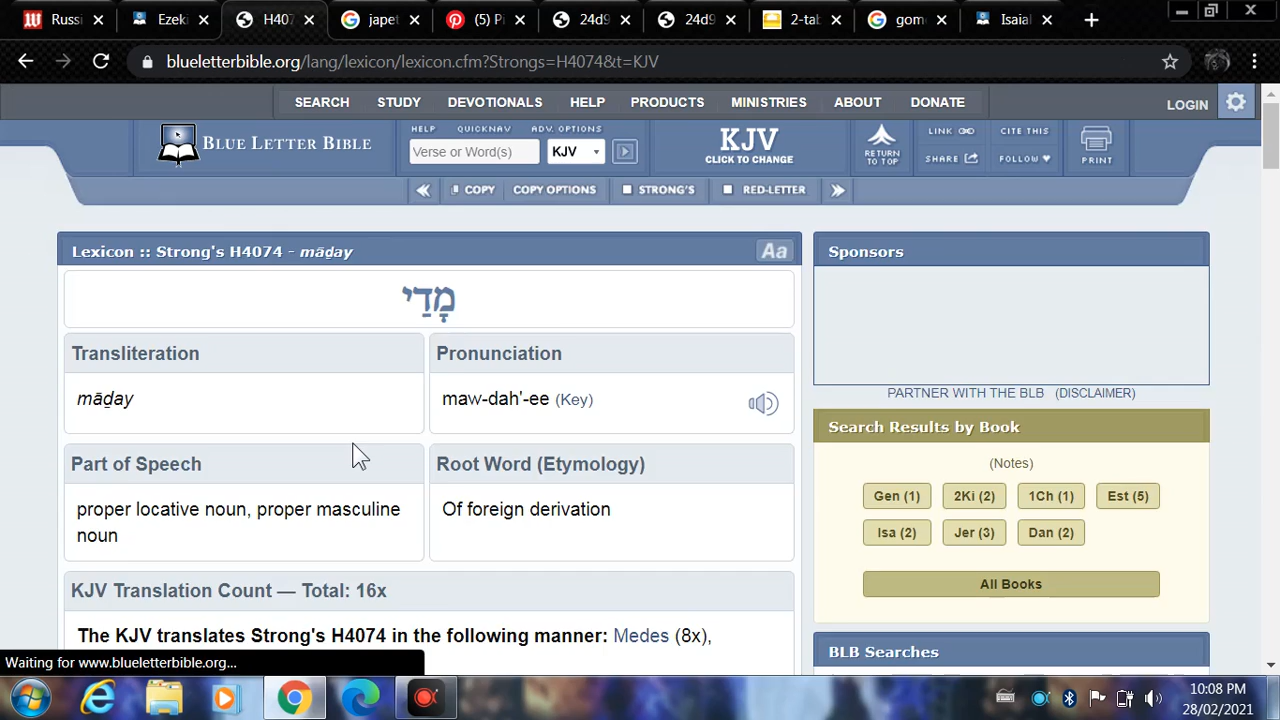 Russi
Ezeki
H407
japet
(5) Pi
24d9
24d9
2-tab
gome
Isaial
blueletterbible.org/lang/lexicon/lexicon.cfm?Strongs=H4074&t=KJV
SEARCH STUDY DEVOTIONALS HELP PRODUCTS MINISTRIES ABOUT DONATE LOGIN
BLUE LETTER BIBLE
HELP QUICKNAV ADV. OPTIONS
Verse or Word(s) KJV
KJV
CLICK TO CHANGE
RETURN
TO TOP
LINK CITE THIS
SHARE FOLLOW
PRINT
COPY COPY OPTIONS STRONG'S RED-LETTER
Lexicon :: Strong's H4074 - māḏay Aa
מָדַי
Transliteration
māḏay
Pronunciation
maw-dah'-ee (Key)
Part of Speech
proper locative noun, proper masculine
noun
Root Word (Etymology)
Of foreign derivation
KJV Translation Count — Total: 16x
The KJV translates Strong's H4074 in the following manner: Medes (8x),
Sponsors
PARTNER WITH THE BLB (DISCLAIMER)
Search Results by Book
(Notes)
Gen (1) 2Ki (2) 1Ch (1) Est (5)
Isa (2) Jer (3) Dan (2)
All Books
BLB Searches
Waiting for www.blueletterbible.org...
10:08 PM
28/02/2021